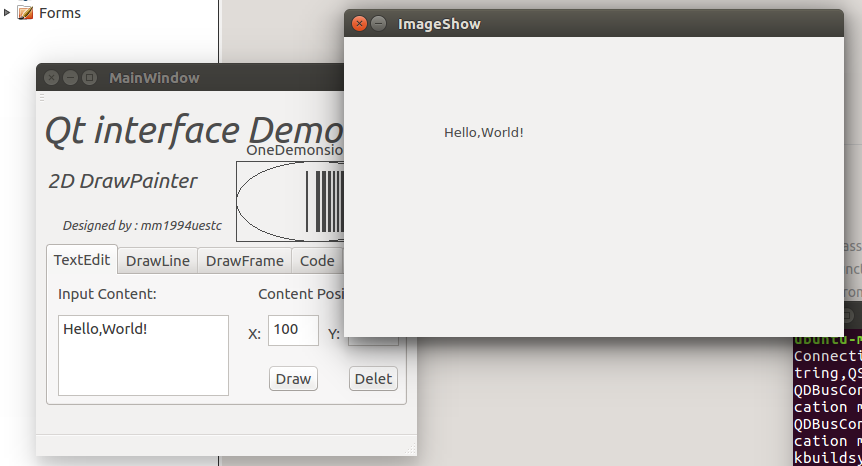 Forms
ImageShow
Hello,World!
MainWindow
Qt interface Demo
OneDemonsio
2D DrawPainter
Designed by : mm1994uestc
TextEdit DrawLine DrawFrame Code
Input Content: Content Posi
Hello,World!
X: 100 Y:
Draw Delet
ass
ncl
ron
ubuntu-M
Connecti
tring,QS
QDBusCon
cation m
QDBusCon
cation m
kbuildsy